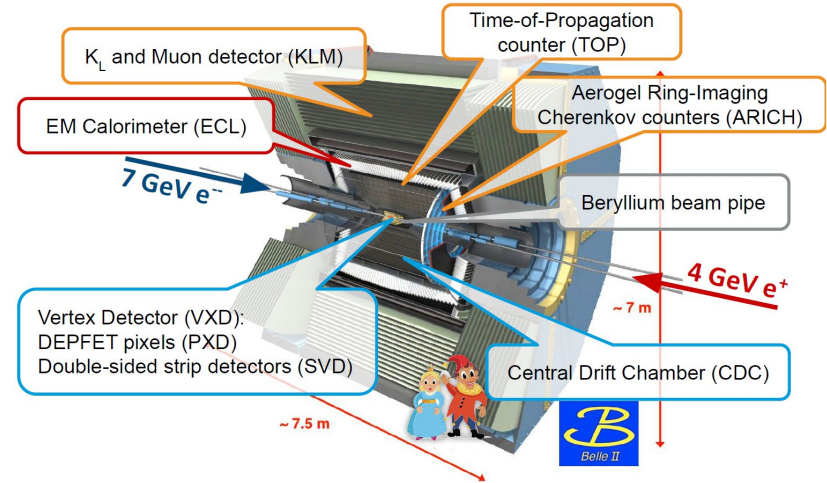 Time-of-Propagation
counter (TOP)
K_L and Muon detector (KLM)
Aerogel Ring-Imaging
Cherenkov counters (ARICH)
EM Calorimeter (ECL)
7 GeV e⁻
Beryllium beam pipe
4 GeV e⁺
~ 7 m
Vertex Detector (VXD):
DEPFET pixels (PXD)
Double-sided strip detectors (SVD)
Central Drift Chamber (CDC)
~ 7.5 m
B
Belle II